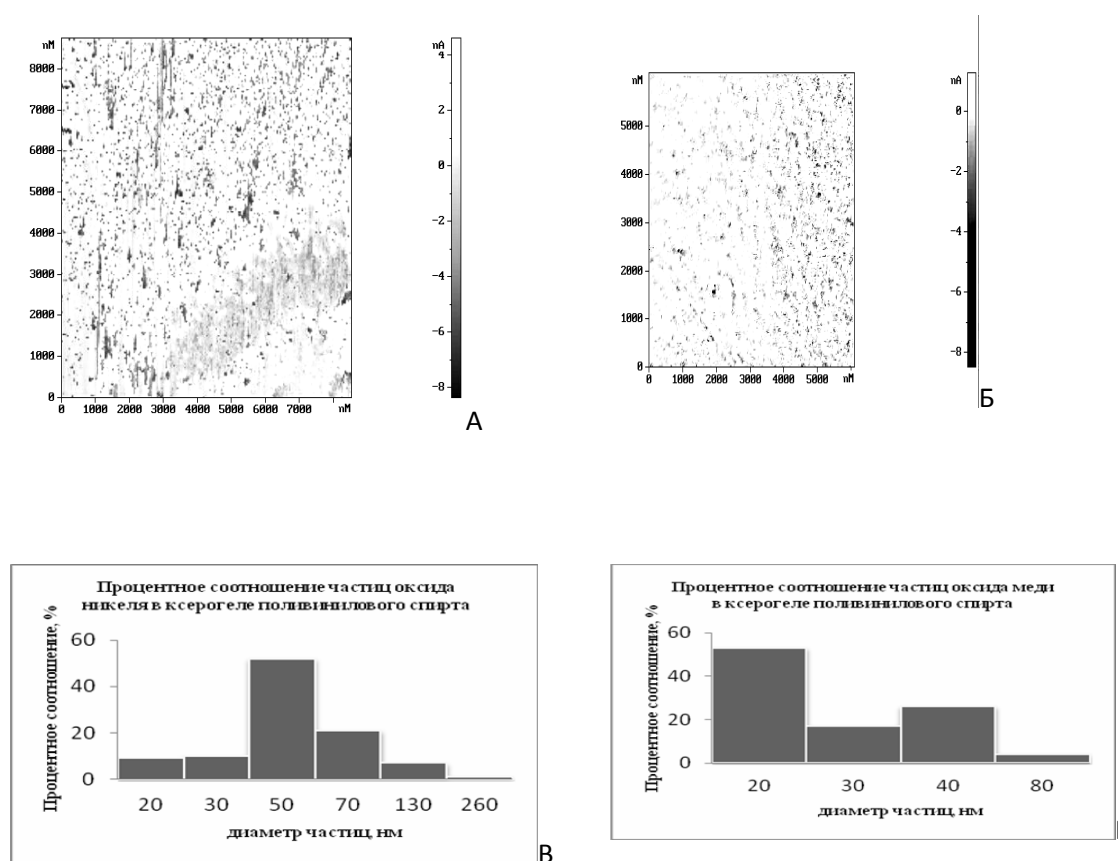 nM
8000
7000
6000
5000
4000
3000
2000
1000
0
0 1000 2000 3000 4000 5000 6000 7000 nM
nA
4
2
0
−2
−4
−6
−8
А
nM
5000
4000
3000
2000
1000
0
0 1000 2000 3000 4000 5000 nM
nA
0
−2
−4
−6
−8
Б
Процентное соотношение частиц оксида
никеля в ксерогеле поливинилового спирта
Процентное соотношение, %
60
40
20
0
20 30 50 70 130 260
диаметр частиц, нм
В
Процентное соотношение частиц оксида меди
в ксерогеле поливинилового спирта
Процентное соотношение, %
60
40
20
0
20 30 40 80
диаметр частиц, нм